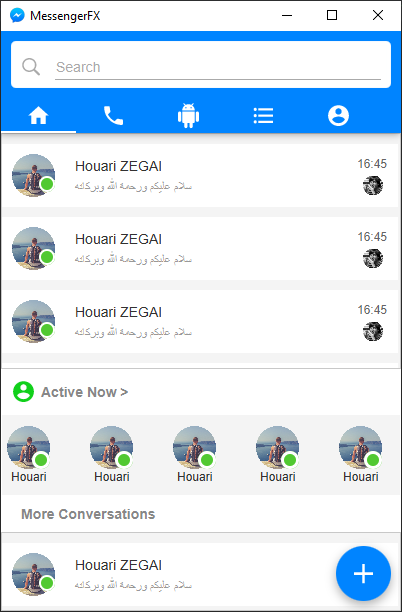 MessengerFX
Search
Houari ZEGAI 16:45
سلام عليكم ورحمة الله وبركاته
Houari ZEGAI 16:45
سلام عليكم ورحمة الله وبركاته
Houari ZEGAI 16:45
سلام عليكم ورحمة الله وبركاته
Active Now >
Houari Houari Houari Houari Houari
More Conversations
Houari ZEGAI
سلام عليكم ورحمة الله وبركاته